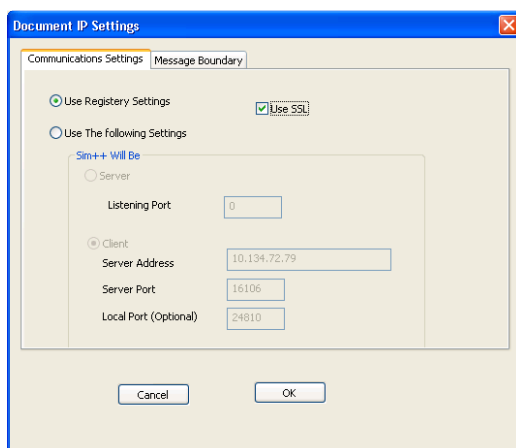 Document IP Settings
Communications Settings Message Boundary
Use Registery Settings Use SSL
Use The following Settings
Sim++ Will Be
Server
Listening Port 0
Client
Server Address 10.134.72.79
Server Port 16106
Local Port (Optional) 24810
Cancel OK